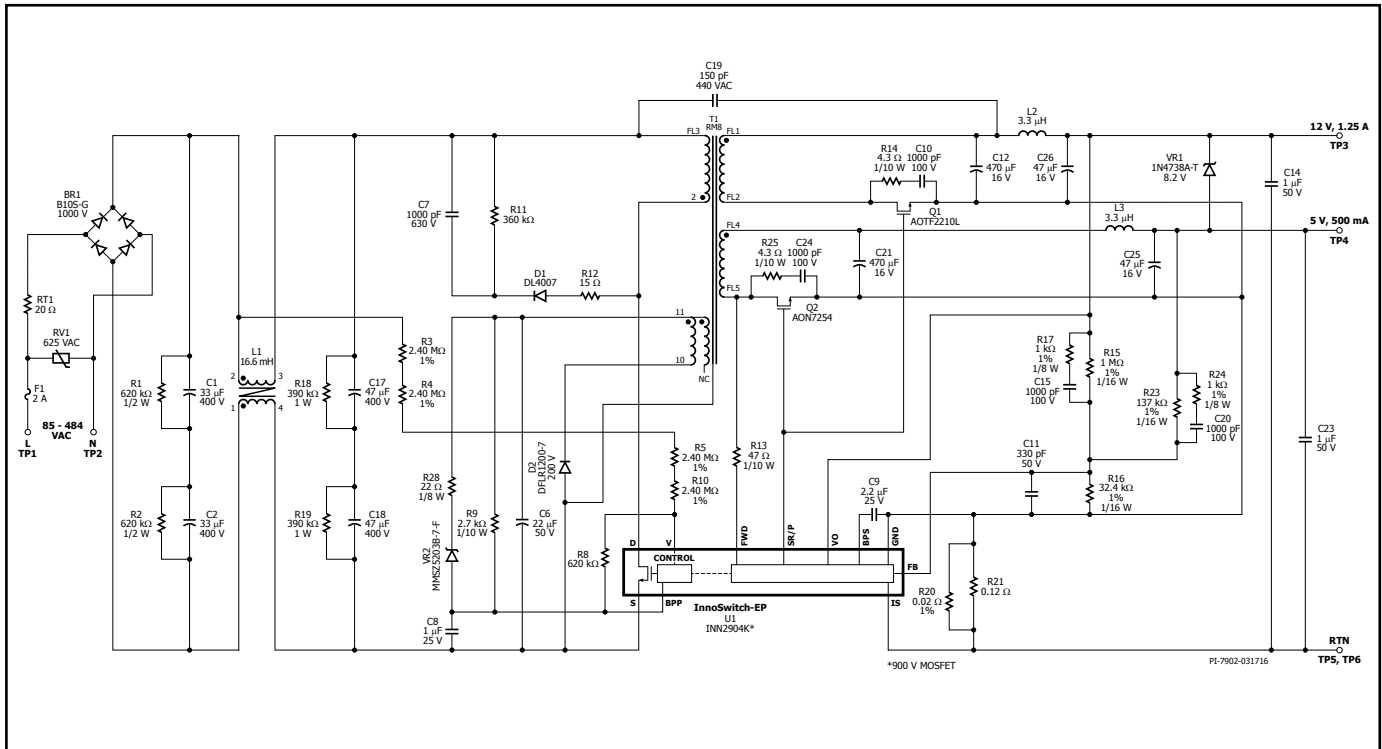 C19
150 pF
440 VAC
T1
RM8
FL3
FL1
2
FL2
L2
3.3 μH
12 V, 1.25 A
TP3
R14
4.3 Ω
1/10 W
C10
1000 pF
100 V
C12
470 μF
16 V
C26
47 μF
16 V
VR1
1N4738A-T
8.2 V
C14
1 μF
50 V
BR1
B10S-G
1000 V
C7
1000 pF
630 V
R11
360 kΩ
Q1
AOTF2210L
L3
3.3 μH
5 V, 500 mA
TP4
FL4
FL5
R25
4.3 Ω
1/10 W
C24
1000 pF
100 V
C21
470 μF
16 V
C25
47 μF
16 V
D1
DL4007
R12
15 Ω
Q2
AON7254
RT1
20 Ω
RV1
625 VAC
F1
2 A
85 - 484
VAC
L
TP1
N
TP2
R1
620 kΩ
1/2 W
C1
33 μF
400 V
L1
16.6 mH
2
3
1
4
R18
390 kΩ
1 W
C17
47 μF
400 V
R3
2.40 MΩ
1%
R4
2.40 MΩ
1%
11
10
NC
R17
1 kΩ
1%
1/8 W
C15
1000 pF
100 V
R15
1 MΩ
1%
1/16 W
R23
137 kΩ
1%
1/16 W
R24
1 kΩ
1%
1/8 W
C20
1000 pF
100 V
C23
1 μF
50 V
R2
620 kΩ
1/2 W
C2
33 μF
400 V
R19
390 kΩ
1 W
C18
47 μF
400 V
R28
22 Ω
1/8 W
VR2
MMSZ5203B-7-F
R9
2.7 kΩ
1/10 W
C6
22 μF
50 V
D2
DFLR1200-7
200 V
R5
2.40 MΩ
1%
R10
2.40 MΩ
1%
R13
47 Ω
1/10 W
C11
330 pF
50 V
C9
2.2 μF
25 V
R16
32.4 kΩ
1%
1/16 W
R8
620 kΩ
C8
1 μF
25 V
D
V
FWD
SR/P
VO
BPS
GND
CONTROL
FB
S
BPP
IS
InnoSwitch-EP
U1
INN2904K*
R20
0.02 Ω
1%
R21
0.12 Ω
*900 V MOSFET
PI-7902-031716
RTN
TP5, TP6